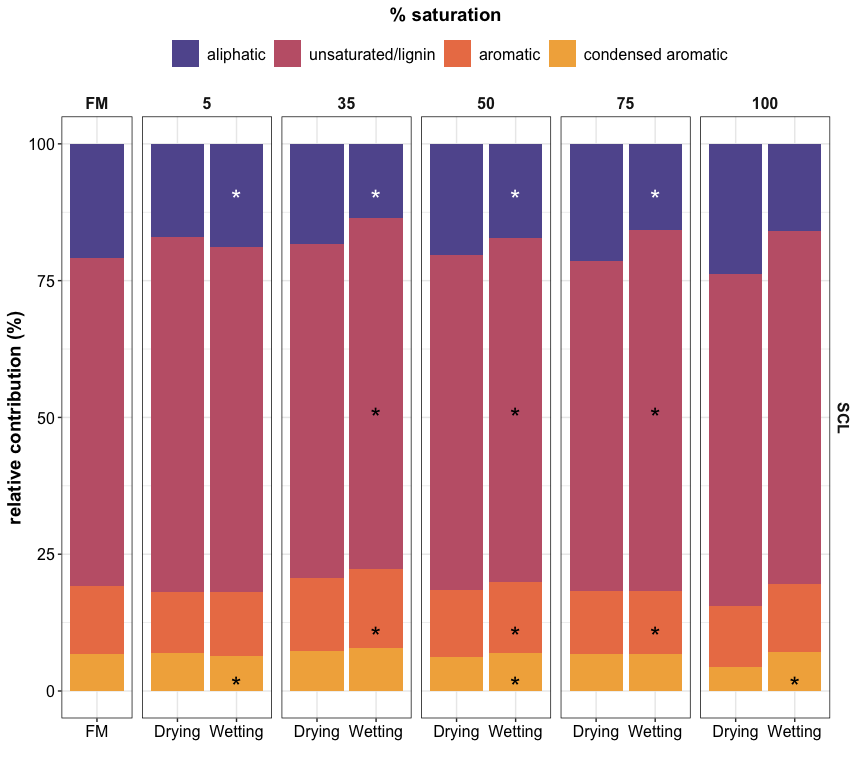 % saturation
aliphatic unsaturated/lignin aromatic condensed aromatic
FM 5 35 50 75 100
100
75
50
25
0
relative contribution (%)
* * * *
* * *
* * *
* * *
SCL
FM Drying Wetting Drying Wetting Drying Wetting Drying Wetting Drying Wetting